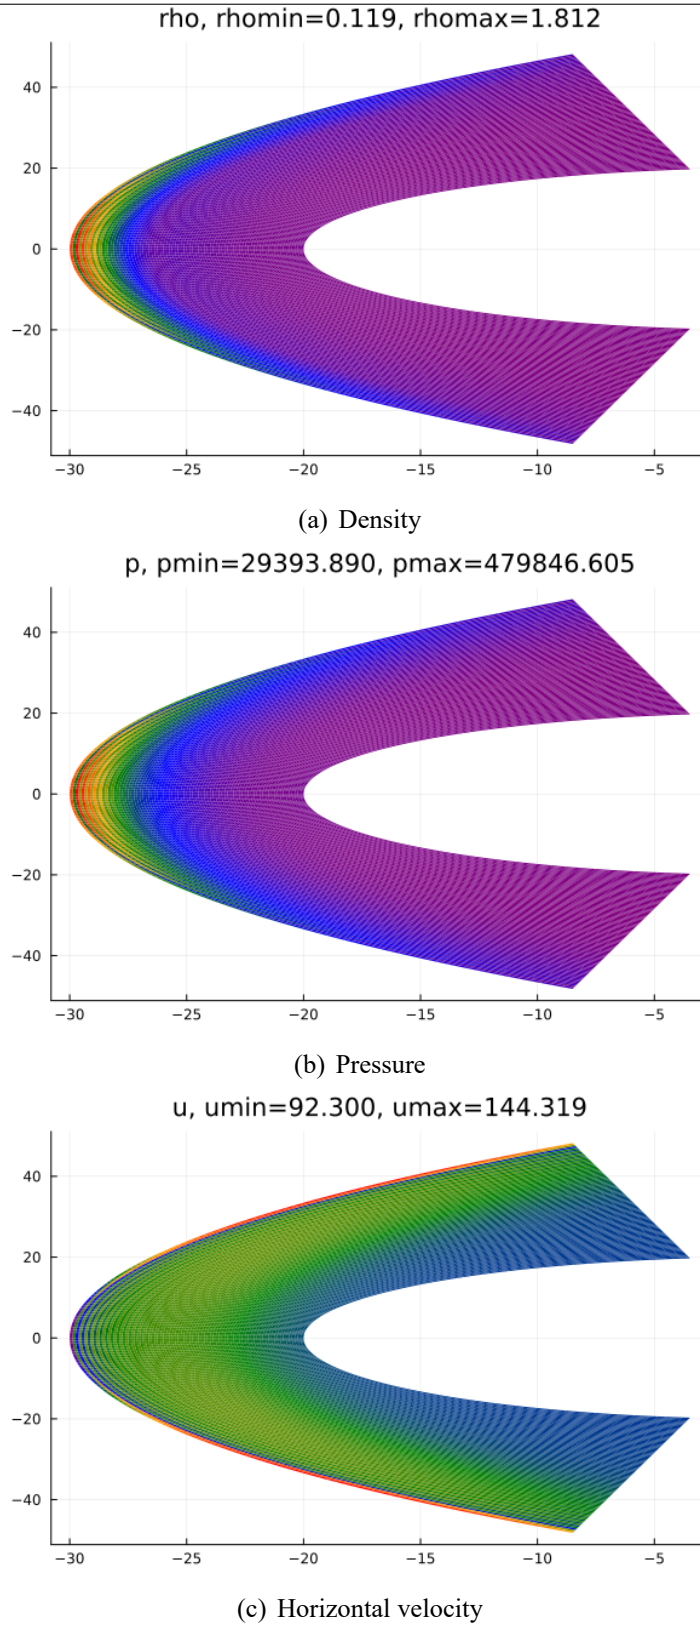 rho, rhomin=0.119, rhomax=1.812
40
20
0
−20
−40
−30 −25 −20 −15 −10 −5
(a) Density
p, pmin=29393.890, pmax=479846.605
40
20
0
−20
−40
−30 −25 −20 −15 −10 −5
(b) Pressure
u, umin=92.300, umax=144.319
40
20
0
−20
−40
−30 −25 −20 −15 −10 −5
(c) Horizontal velocity